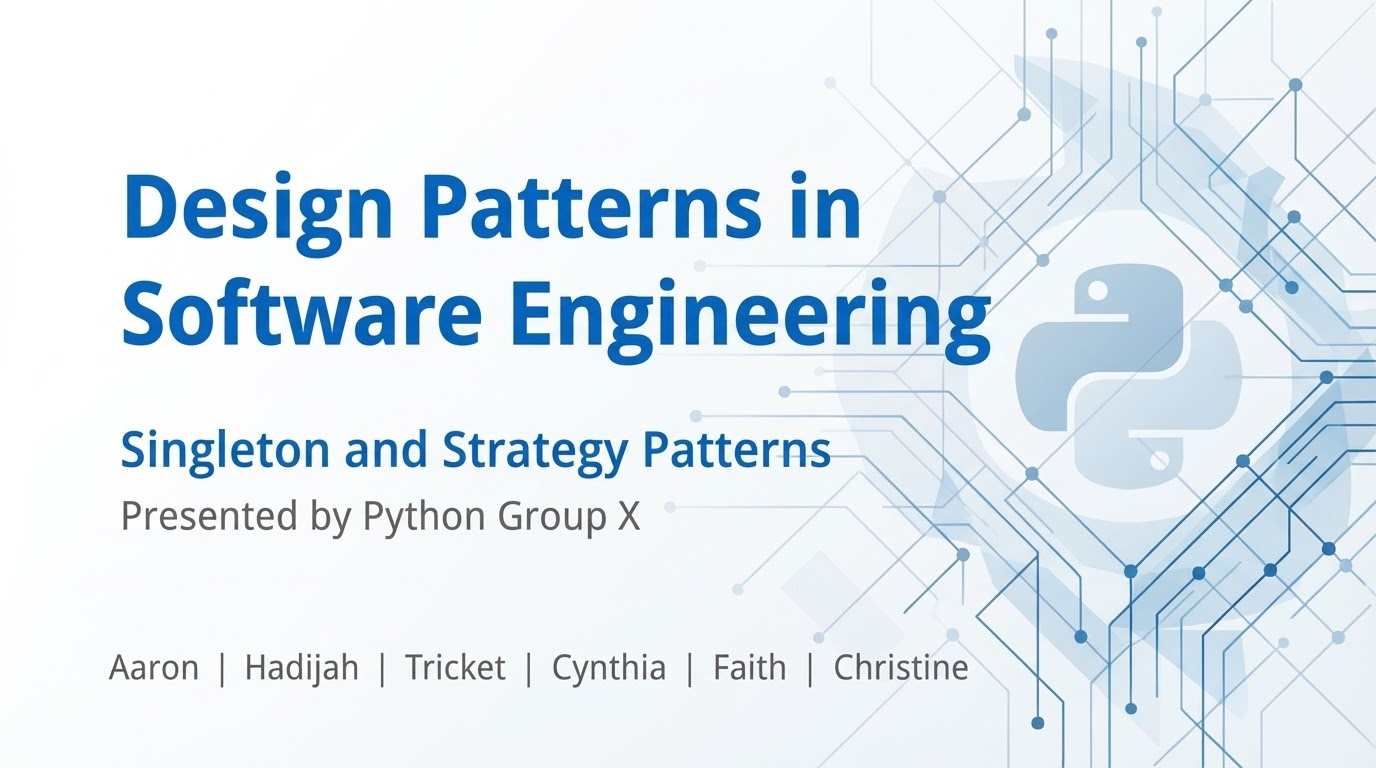 Design Patterns in
Software Engineering
Singleton and Strategy Patterns
Presented by Python Group X
Aaron | Hadijah | Tricket | Cynthia | Faith | Christine